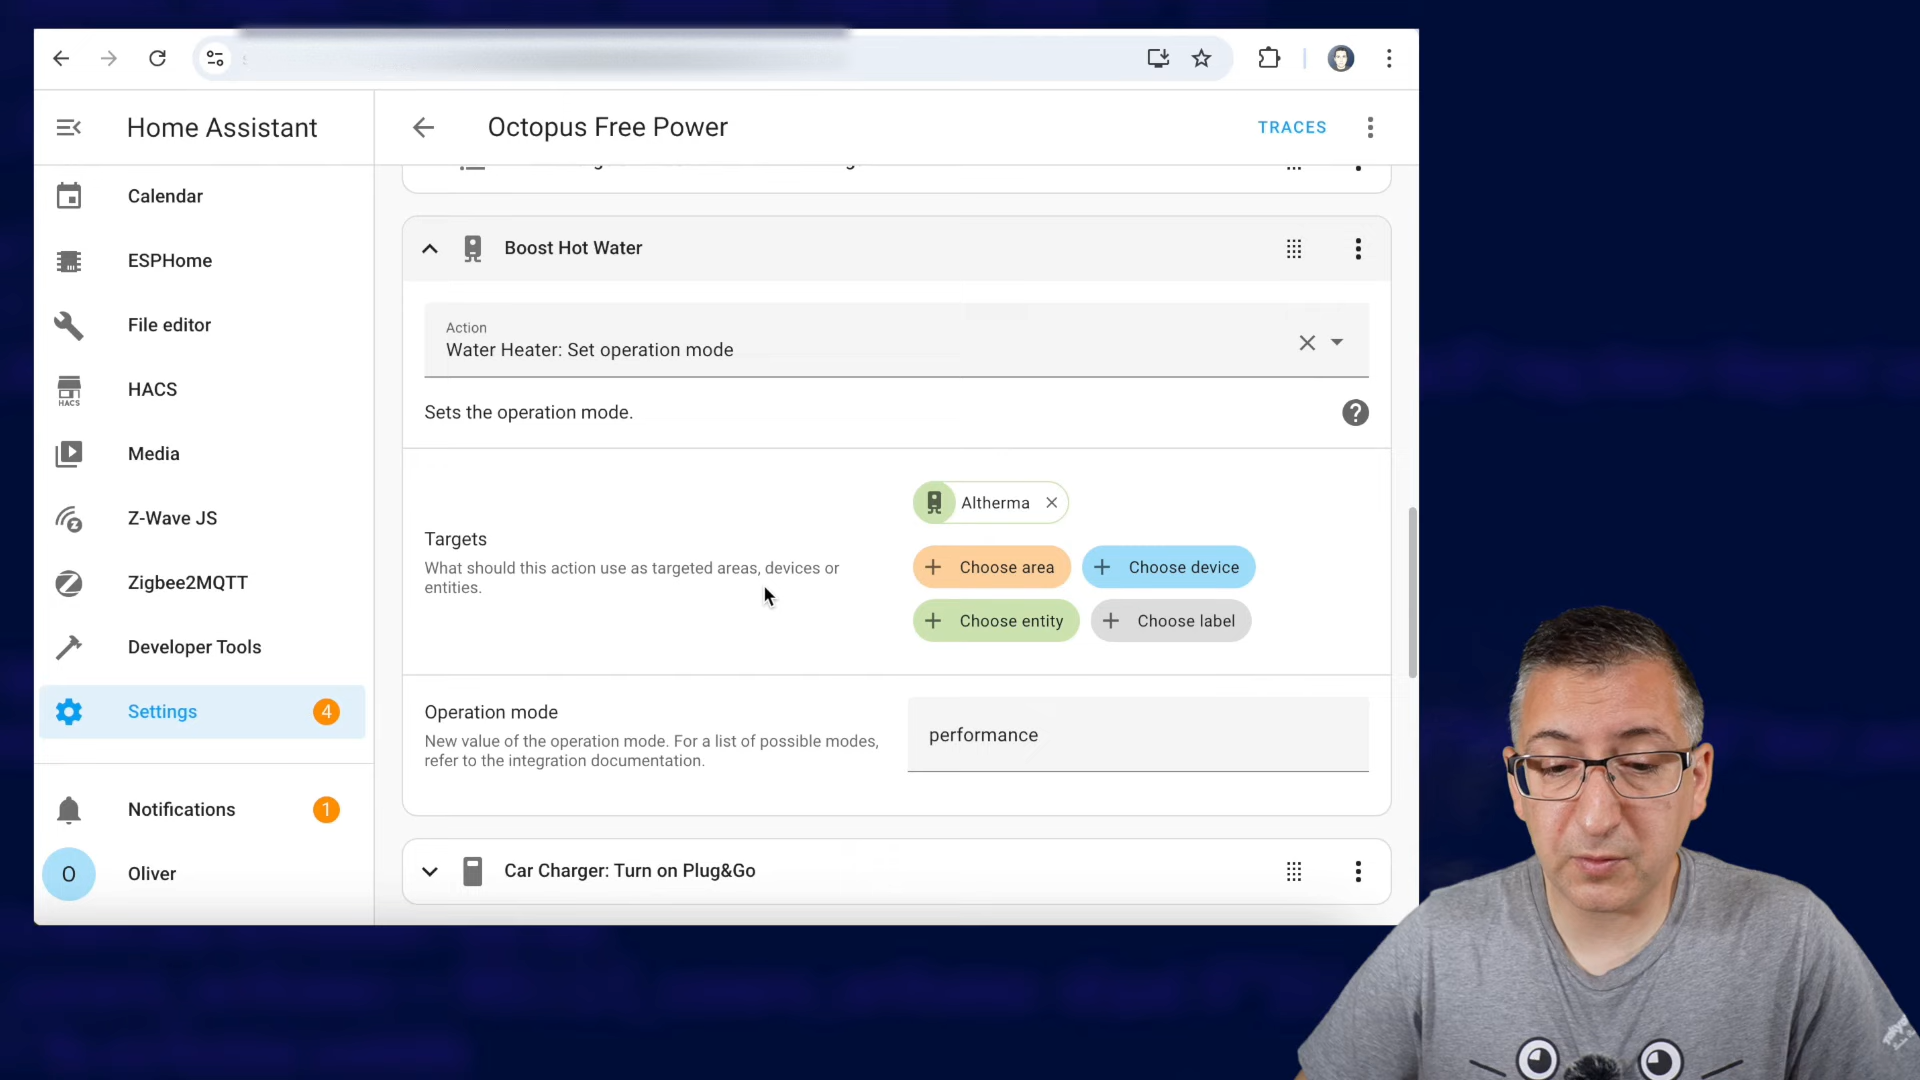 Home Assistant
Octopus Free Power
TRACES
Calendar
ESPHome
File editor
HACS
HACS
Media
Z-Wave JS
Zigbee2MQTT
Developer Tools
Settings
4
Notifications
1
O
Oliver
Boost Hot Water
Action
Water Heater: Set operation mode
Sets the operation mode.
Targets
What should this action use as targeted areas, devices or
entities.
Altherma
Choose area
Choose device
Choose entity
Choose label
Operation mode
New value of the operation mode. For a list of possible modes,
refer to the integration documentation.
performance
Car Charger: Turn on Plug&Go